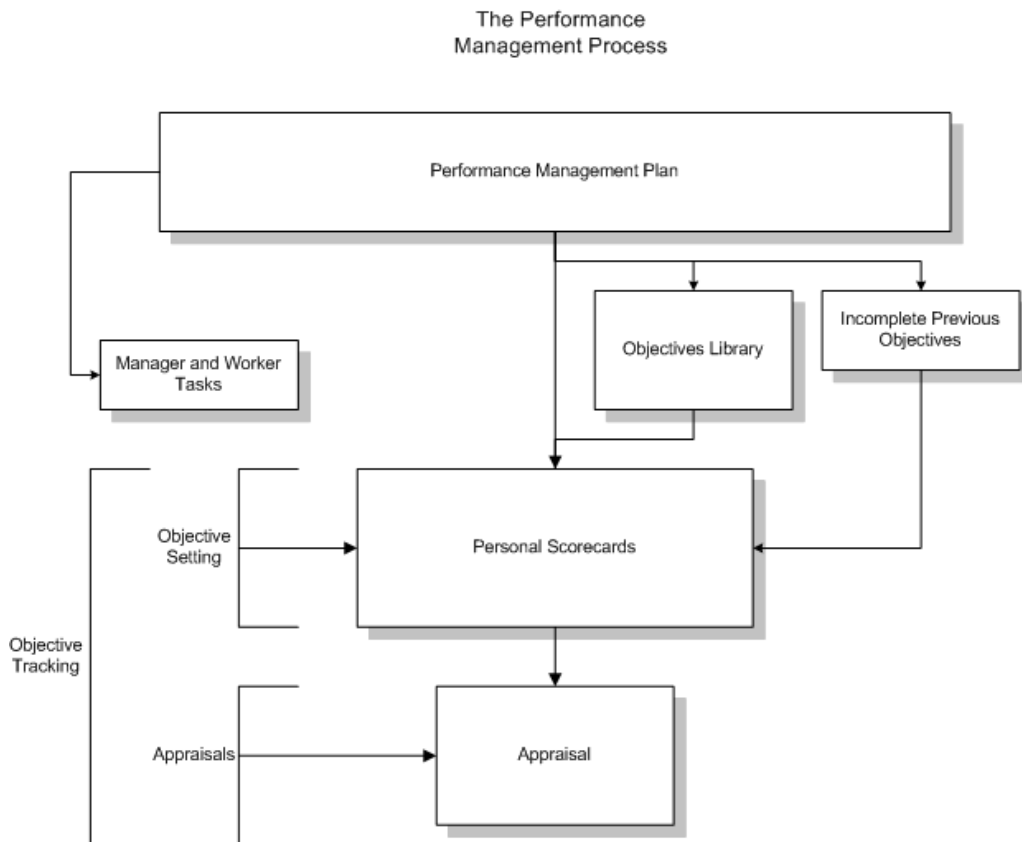 The Performance
Management Process
Performance Management Plan
Objectives Library
Incomplete Previous
Objectives
Manager and Worker
Tasks
Objective
Setting
Personal Scorecards
Objective
Tracking
Appraisals
Appraisal